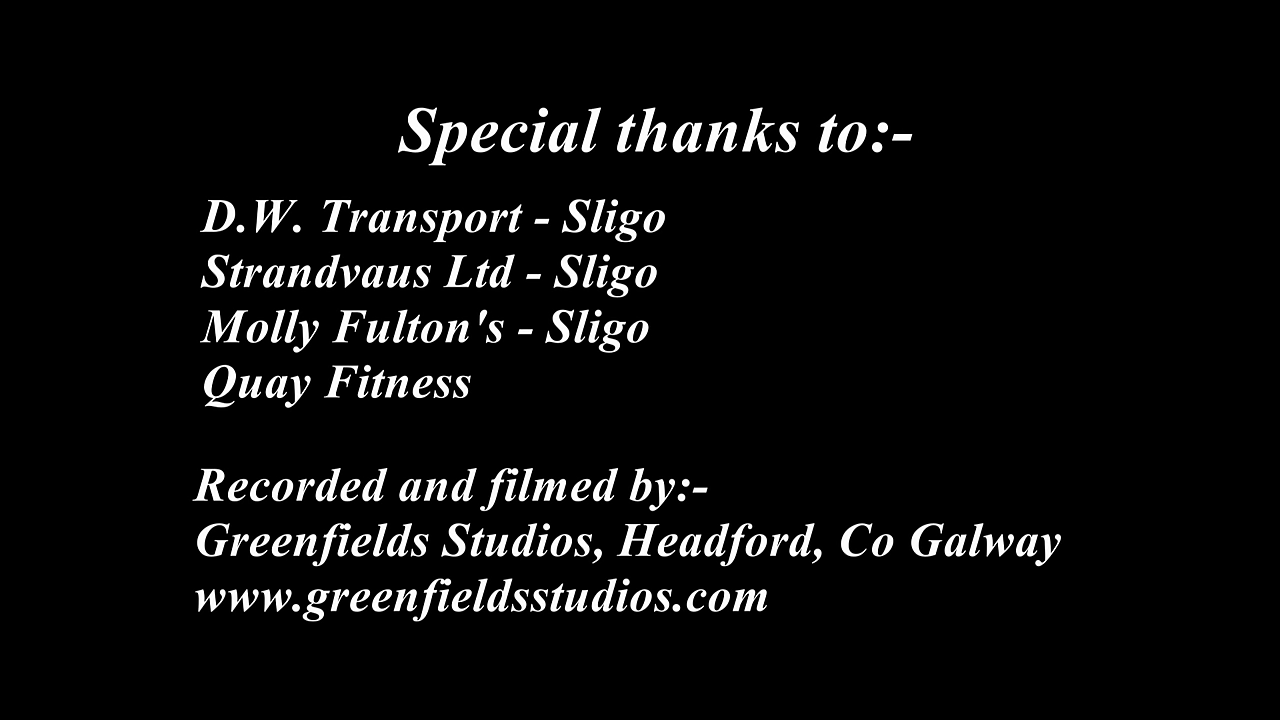 Special thanks to:-
D.W. Transport - Sligo
Strandvaus Ltd - Sligo
Molly Fulton's - Sligo
Quay Fitness
Recorded and filmed by:-
Greenfields Studios, Headford, Co Galway
www.greenfieldsstudios.com